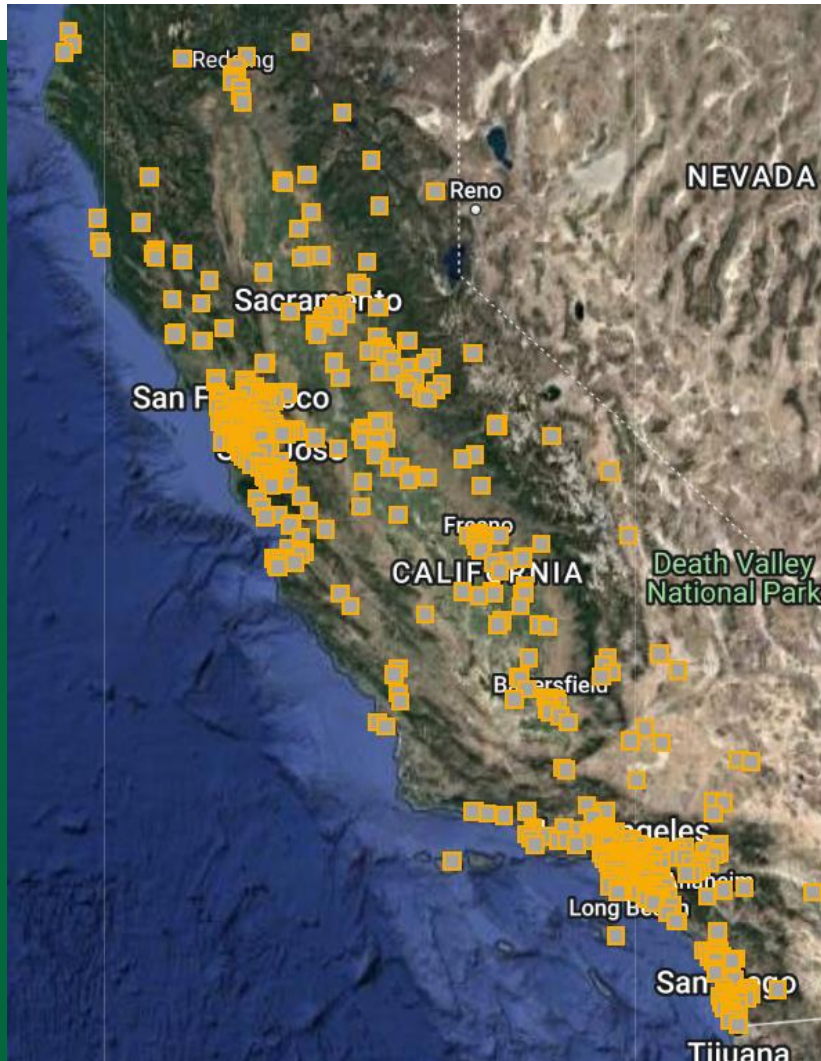 Redding
Reno
NEVADA
Sacramento
San Francisco
San Jose
Fresno
CALIFORNIA
Death Valley
National Park
Bakersfield
Los Angeles
Anaheim
Long Beach
San Diego
Tijuana